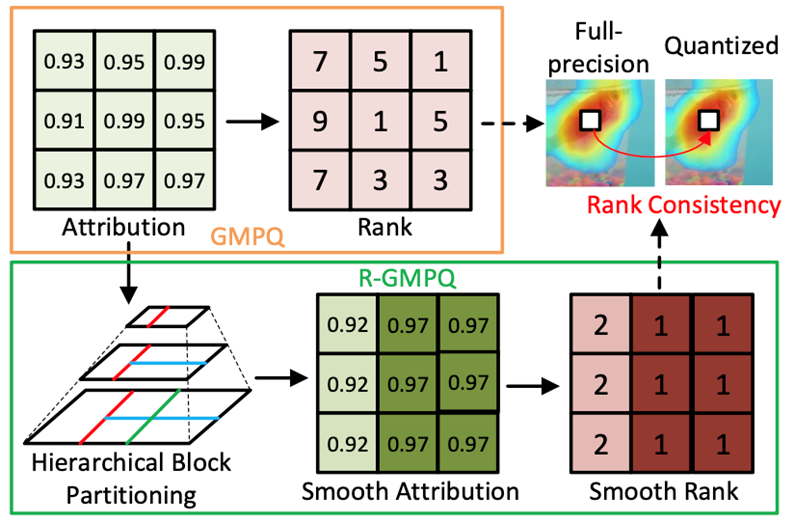 0.93 0.95 0.99
0.91 0.99 0.95
0.93 0.97 0.97
Attribution
7 5 1
9 1 5
7 3 3
Rank
GMPQ
Full-
precision
Quantized
Rank Consistency
R-GMPQ
Hierarchical Block
Partitioning
0.92 0.97 0.97
0.92 0.97 0.97
0.92 0.97 0.97
Smooth Attribution
2 1 1
2 1 1
2 1 1
Smooth Rank